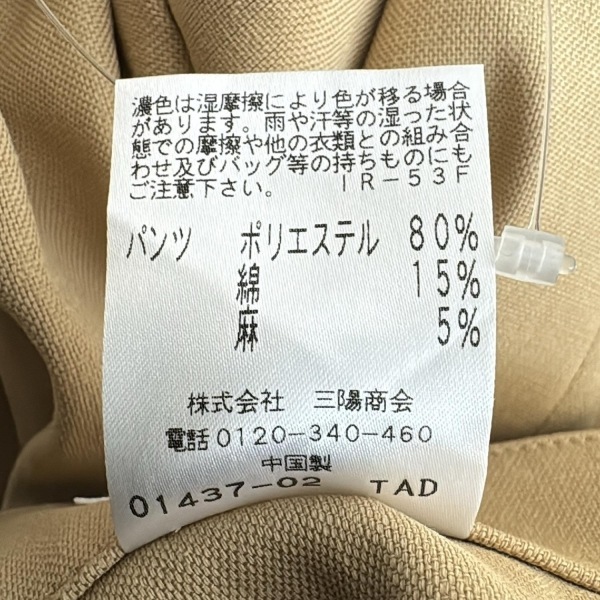 濃色は湿摩擦により色が移る場合
があります。雨や汗等の湿った状
態での摩擦や他の衣類との組み合
わせ及びバッグ等の持ちものにも
ご注意下さい。 IR-53F
パンツ ポリエステル 80%
綿 15%
麻 5%
株式会社 三陽商会
電話0120-340-460
中国製
01437-02 TAD